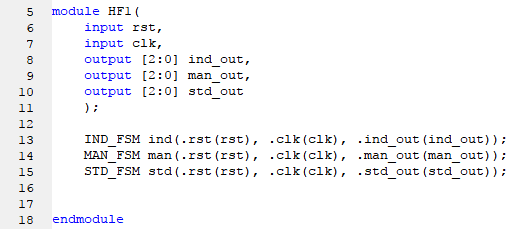 5 module HF1(
6 input rst,
7 input clk,
8 output [2:0] ind_out,
9 output [2:0] man_out,
10 output [2:0] std_out
11 );
12
13 IND_FSM ind(.rst(rst), .clk(clk), .ind_out(ind_out));
14 MAN_FSM man(.rst(rst), .clk(clk), .man_out(man_out));
15 STD_FSM std(.rst(rst), .clk(clk), .std_out(std_out));
16
17
18 endmodule